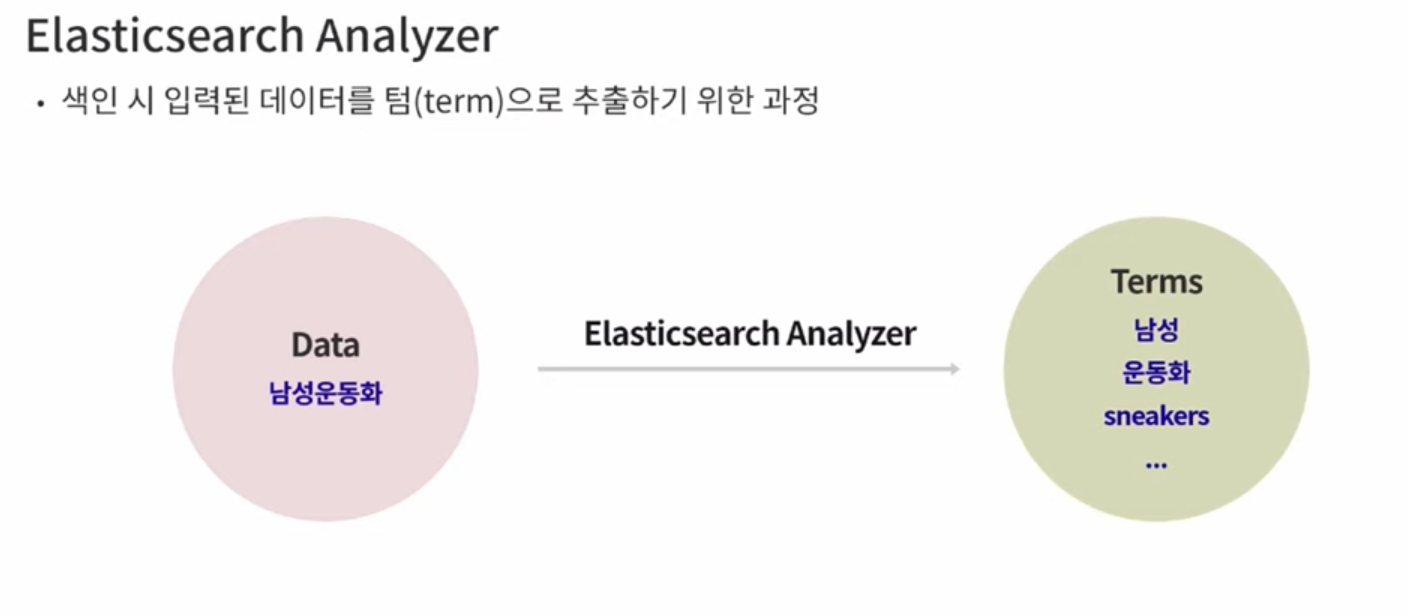 Elasticsearch Analyzer
• 색인 시 입력된 데이터를 텀(term)으로 추출하기 위한 과정
Data
남성운동화
Elasticsearch Analyzer
Terms
남성
운동화
sneakers
...